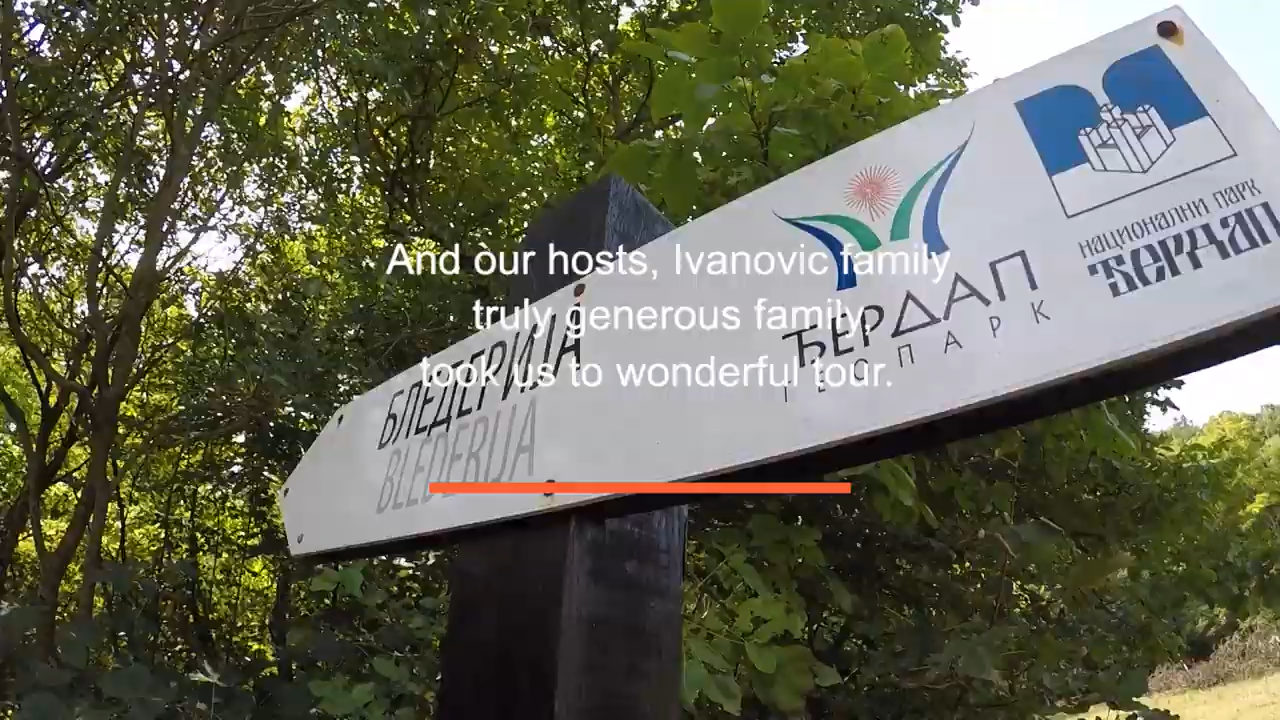 And our hosts, Ivanovic family
truly generous family,
took us to wonderful tour.
БЛЕДЕРИЈА
BLEDERIJA
ЂЕРДАП
ГЕОПАРК
НАЦИОНАЛНИ ПАРК
ЂЕРДАП